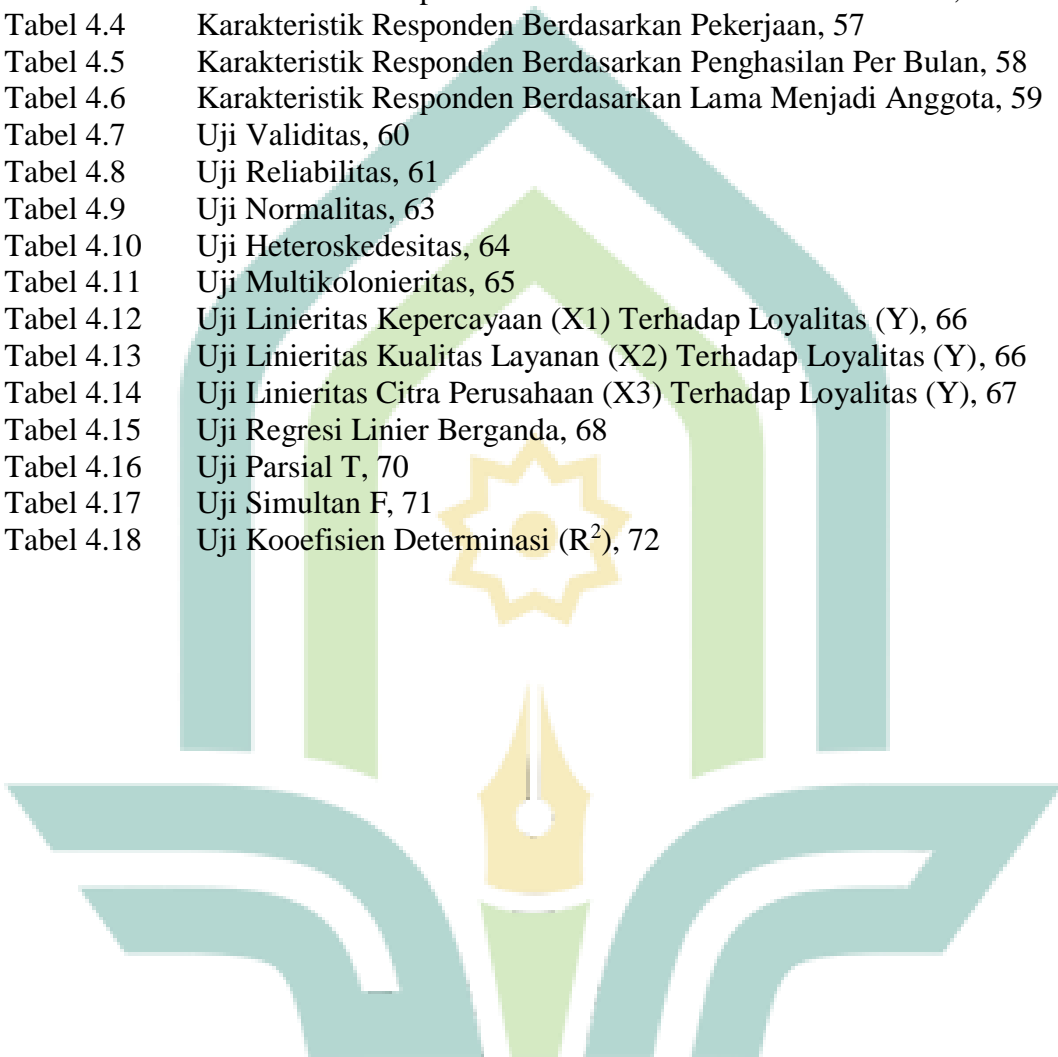 Tabel 4.4 Karakteristik Responden Berdasarkan Pekerjaan, 57
Tabel 4.5 Karakteristik Responden Berdasarkan Penghasilan Per Bulan, 58
Tabel 4.6 Karakteristik Responden Berdasarkan Lama Menjadi Anggota, 59
Tabel 4.7 Uji Validitas, 60
Tabel 4.8 Uji Reliabilitas, 61
Tabel 4.9 Uji Normalitas, 63
Tabel 4.10 Uji Heteroskedesitas, 64
Tabel 4.11 Uji Multikolonieritas, 65
Tabel 4.12 Uji Linieritas Kepercayaan (X1) Terhadap Loyalitas (Y), 66
Tabel 4.13 Uji Linieritas Kualitas Layanan (X2) Terhadap Loyalitas (Y), 66
Tabel 4.14 Uji Linieritas Citra Perusahaan (X3) Terhadap Loyalitas (Y), 67
Tabel 4.15 Uji Regresi Linier Berganda, 68
Tabel 4.16 Uji Parsial T, 70
Tabel 4.17 Uji Simultan F, 71
Tabel 4.18 Uji Kooefisien Determinasi (R²), 72